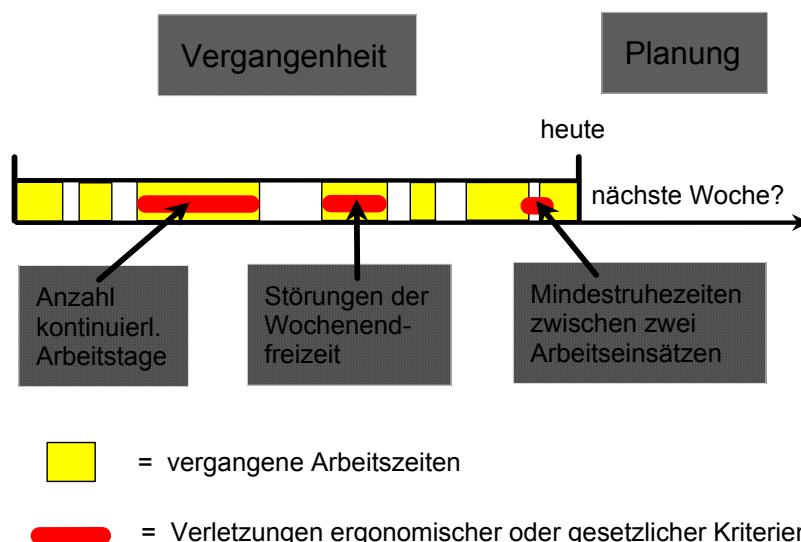 Vergangenheit
Planung
heute
nächste Woche?
Anzahl
kontinuierl.
Arbeitstage
Störungen der
Wochenend-
freizeit
Mindestruhezeiten
zwischen zwei
Arbeitseinsätzen
= vergangene Arbeitszeiten
= Verletzungen ergonomischer oder gesetzlicher Kriterien